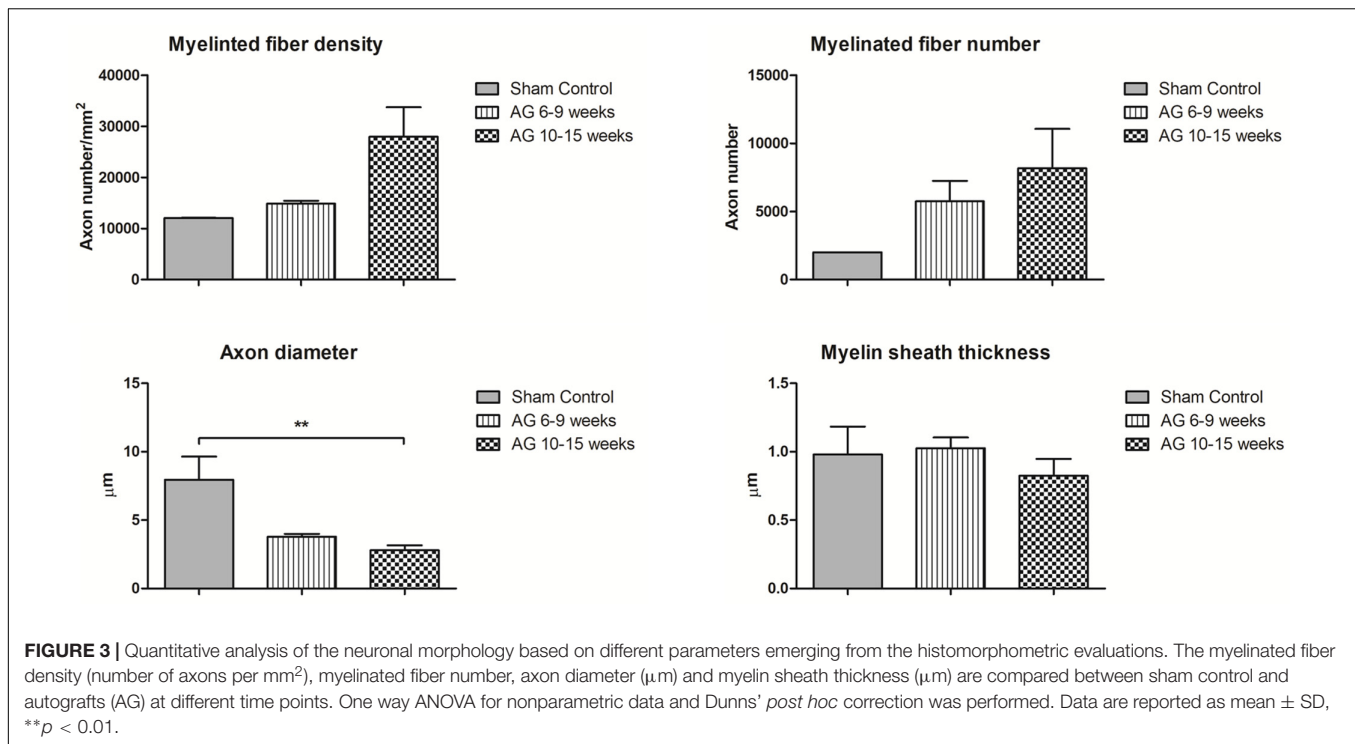 Myelinted fiber density
40000
30000
20000
10000
0
Axon number/mm²
Sham Control
AG 6-9 weeks
AG 10-15 weeks
Myelinated fiber number
15000
10000
5000
0
Axon number
Sham Control
AG 6-9 weeks
AG 10-15 weeks
Axon diameter
15
10
5
0
μm
**
Sham Control
AG 6-9 weeks
AG 10-15 weeks
Myelin sheath thickness
1.5
1.0
0.5
0.0
μm
Sham Control
AG 6-9 weeks
AG 10-15 weeks
FIGURE 3 | Quantitative analysis of the neuronal morphology based on different parameters emerging from the histomorphometric evaluations. The myelinated fiber
density (number of axons per mm²), myelinated fiber number, axon diameter (μm) and myelin sheath thickness (μm) are compared between sham control and
autografts (AG) at different time points. One way ANOVA for nonparametric data and Dunns' post hoc correction was performed. Data are reported as mean ± SD,
**p < 0.01.